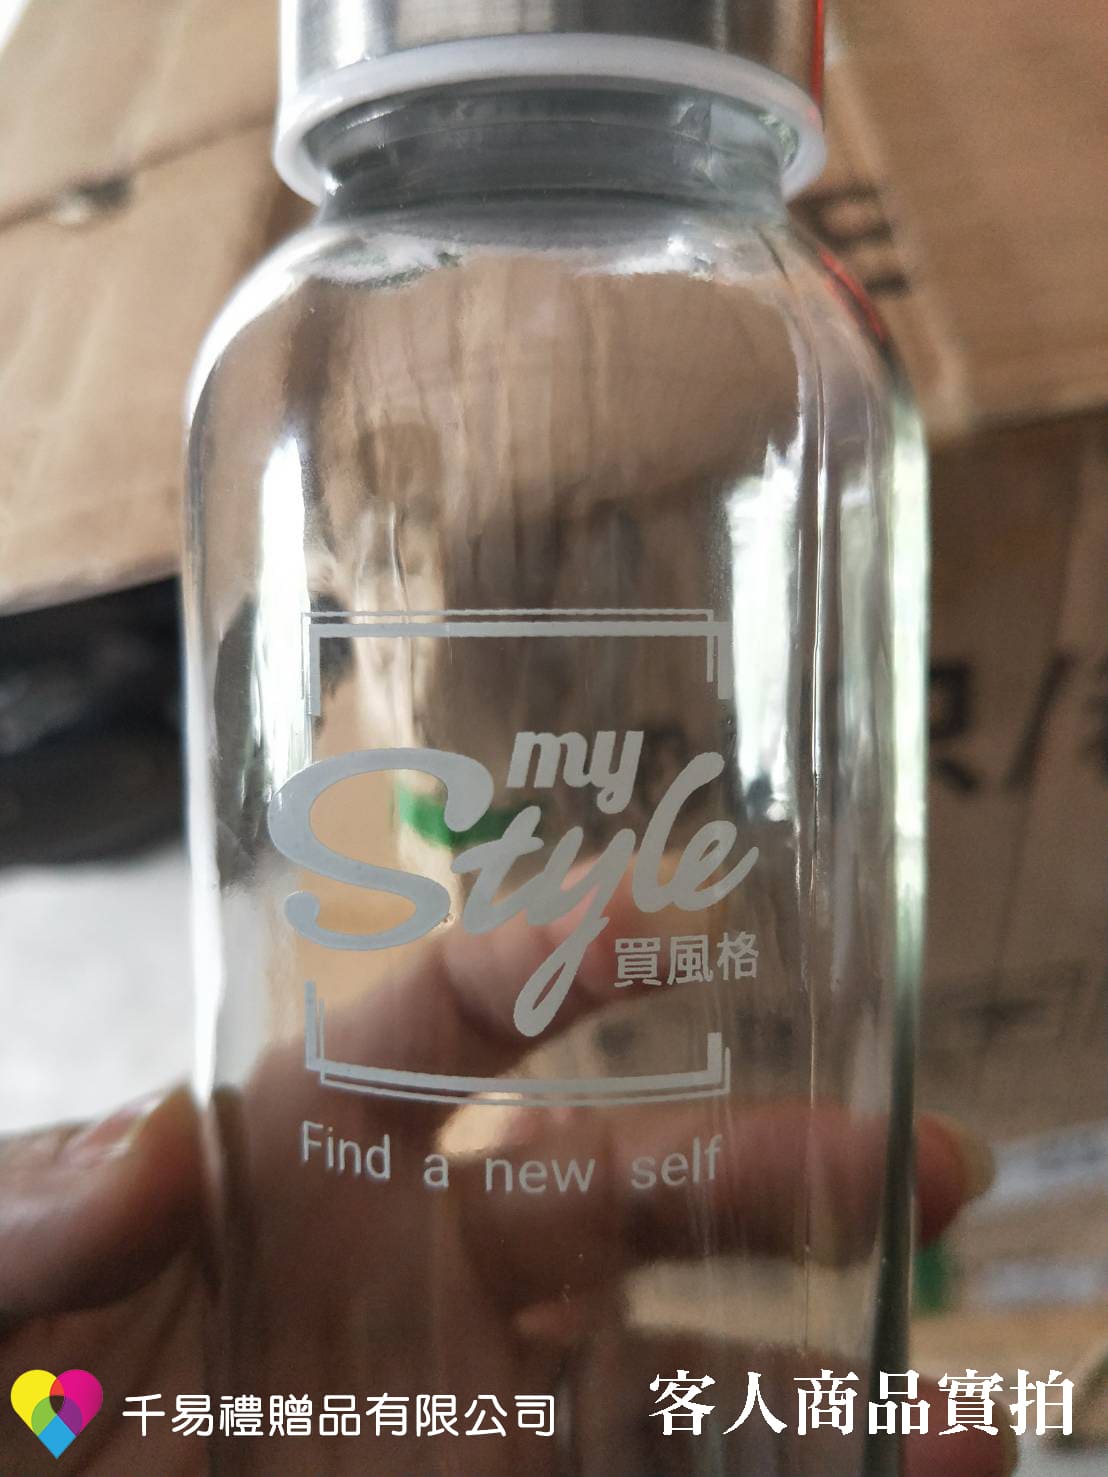 my
Style
買風格
Find a new self
千易禮贈品有限公司
客人商品實拍